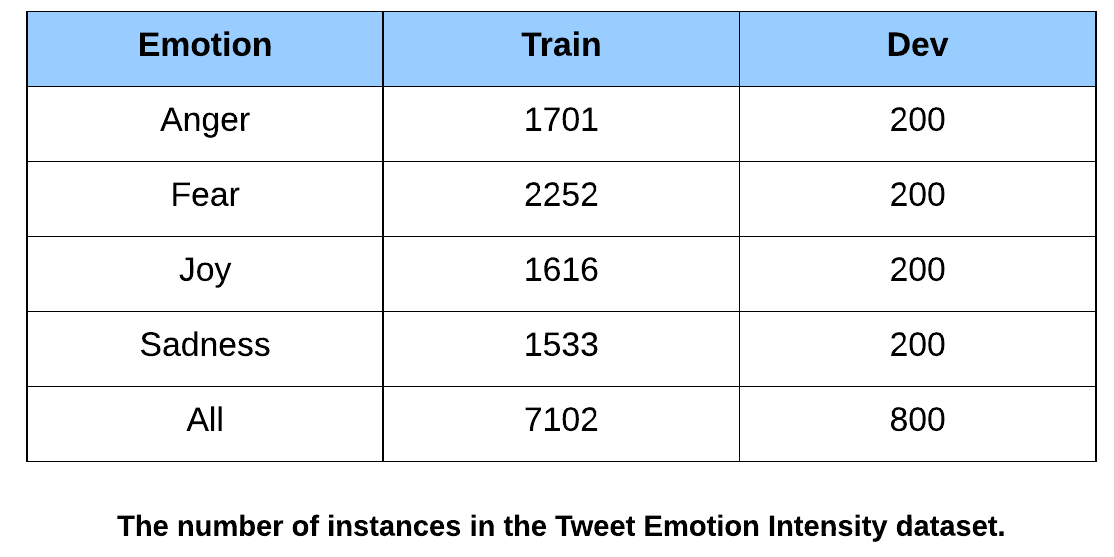 Emotion Train Dev
Anger 1701 200
Fear 2252 200
Joy 1616 200
Sadness 1533 200
All 7102 800
The number of instances in the Tweet Emotion Intensity dataset.